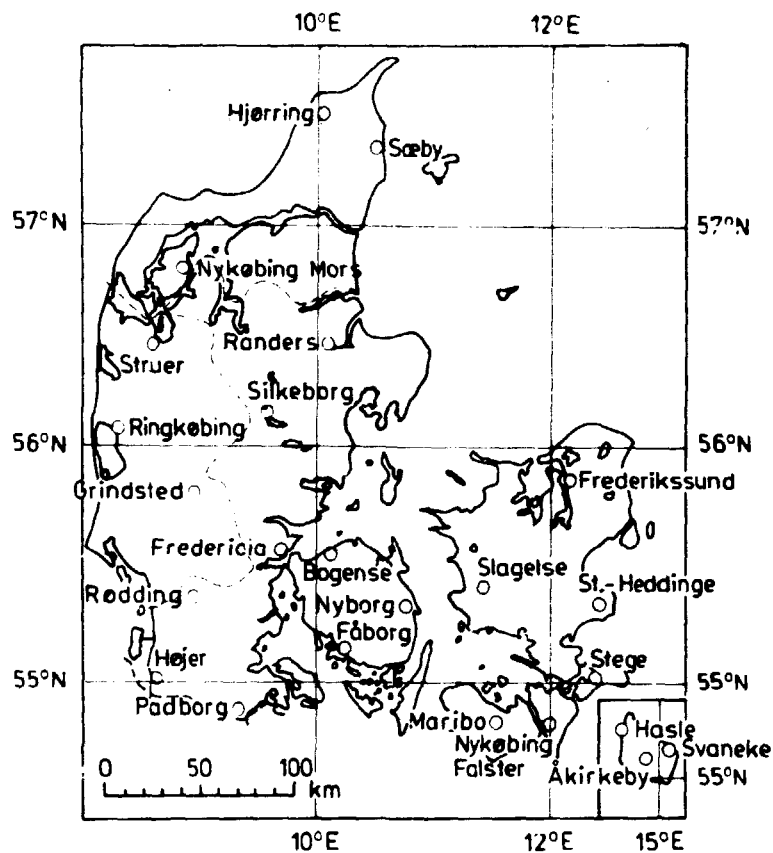 10°E 12°E
Hjørring
Sæby
57°N 57°N
Nykøbing Mors
Randers
Struer
Silkeborg
Ringkøbing
56°N 56°N
Frederikssund
Grindsted
Fredericia
Bogense
Slagelse
Rødding
Nyborg
St.-Heddinge
Fåborg
Højer
Stege
55°N 55°N
Padborg
Maribo
Hasle
Nykøbing
Falster
Svaneke
Åkirkeby
55°N
0 50 100
km
10°E 12°E 15°E